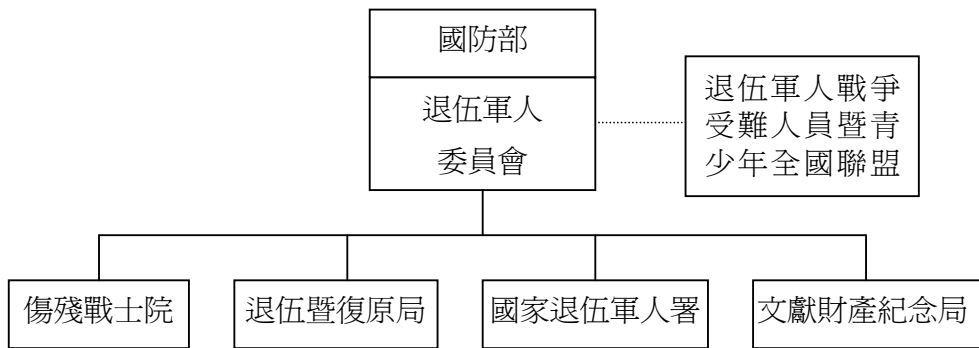 國防部
退伍軍人
委員會
退伍軍人戰爭
受難人員暨青
少年全國聯盟
傷殘戰士院
退伍暨復原局
國家退伍軍人署
文獻財產紀念局